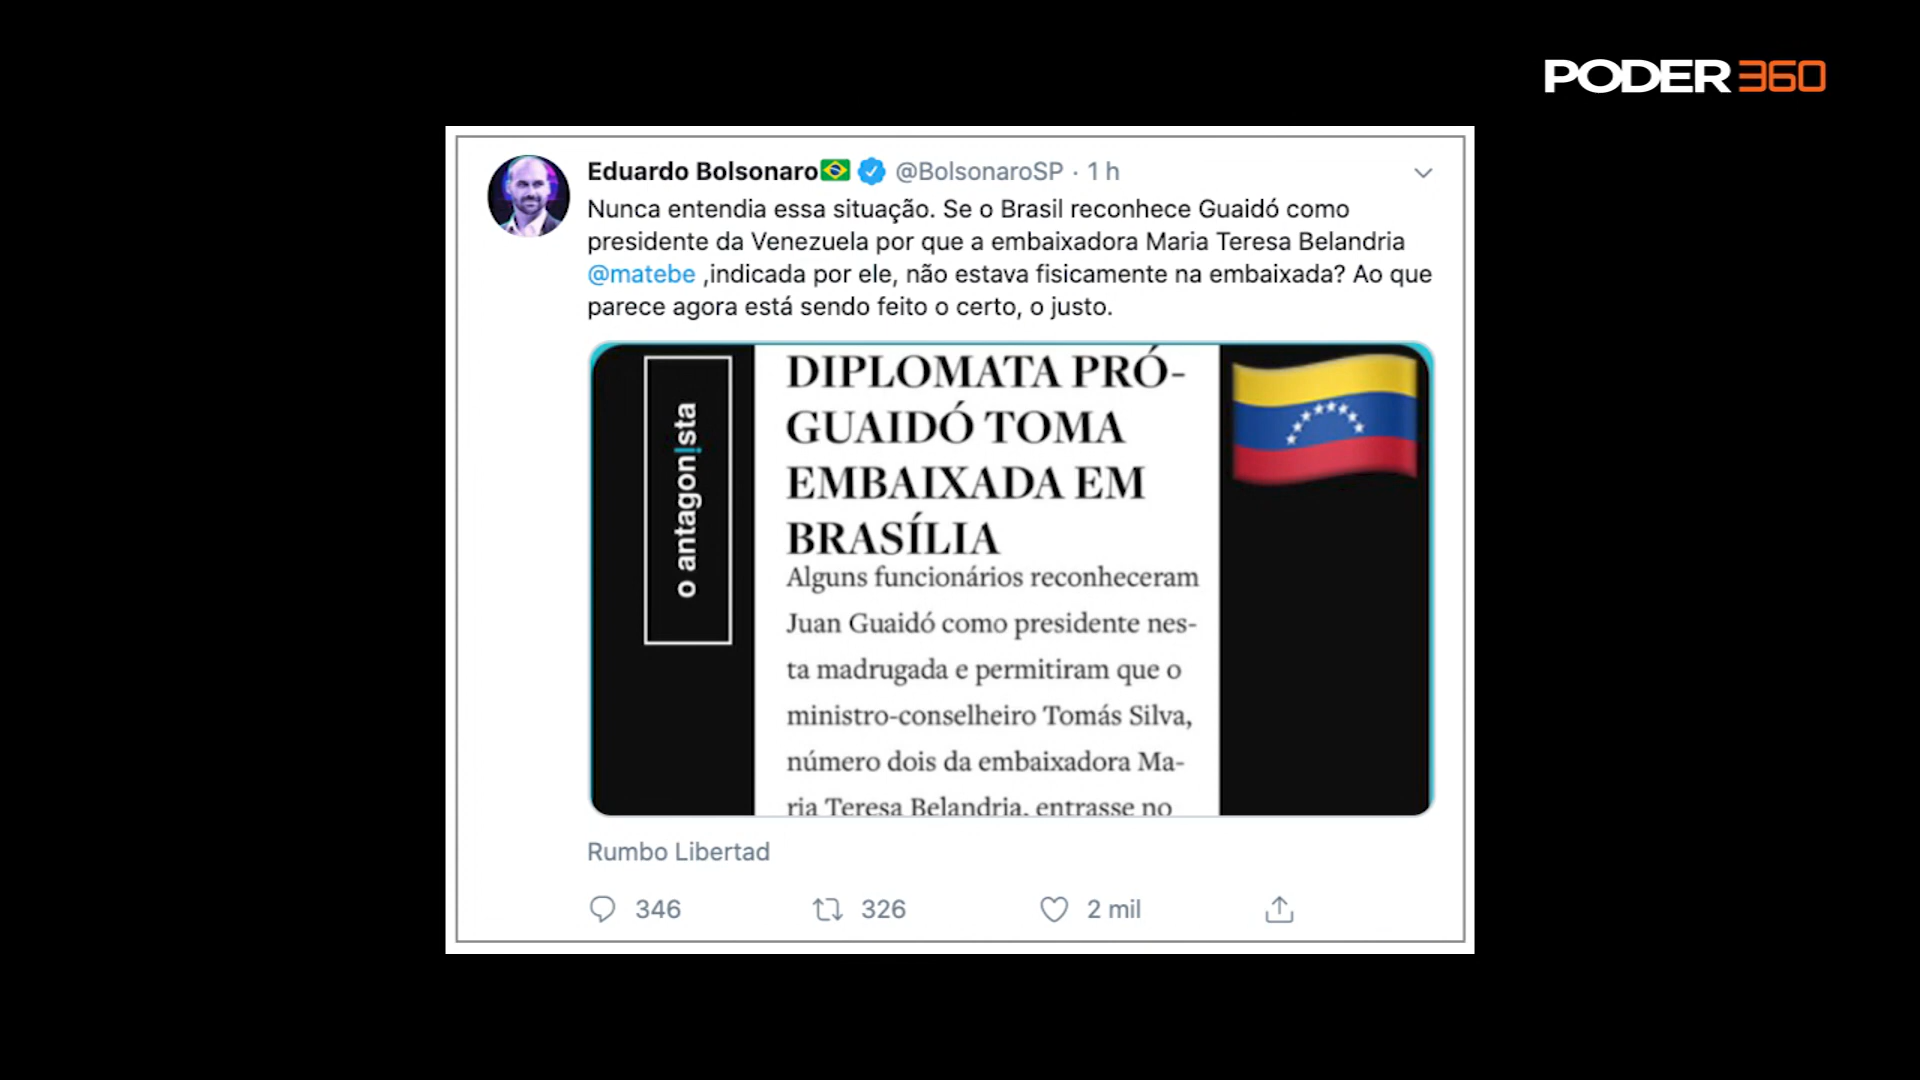 PODER360
Eduardo Bolsonaro🇧🇷 @BolsonaroSP · 1 h
Nunca entendia essa situação. Se o Brasil reconhece Guaidó como
presidente da Venezuela por que a embaixadora Maria Teresa Belandria
@matebe ,indicada por ele, não estava fisicamente na embaixada? Ao que
parece agora está sendo feito o certo, o justo.
o antagonista
DIPLOMATA PRÓ-
GUAIDÓ TOMA
EMBAIXADA EM
BRASÍLIA
Alguns funcionários reconheceram
Juan Guaidó como presidente nes-
ta madrugada e permitiram que o
ministro-conselheiro Tomás Silva,
número dois da embaixadora Ma-
ria Teresa Belandria, entrasse no
Rumbo Libertad
346 326 2 mil